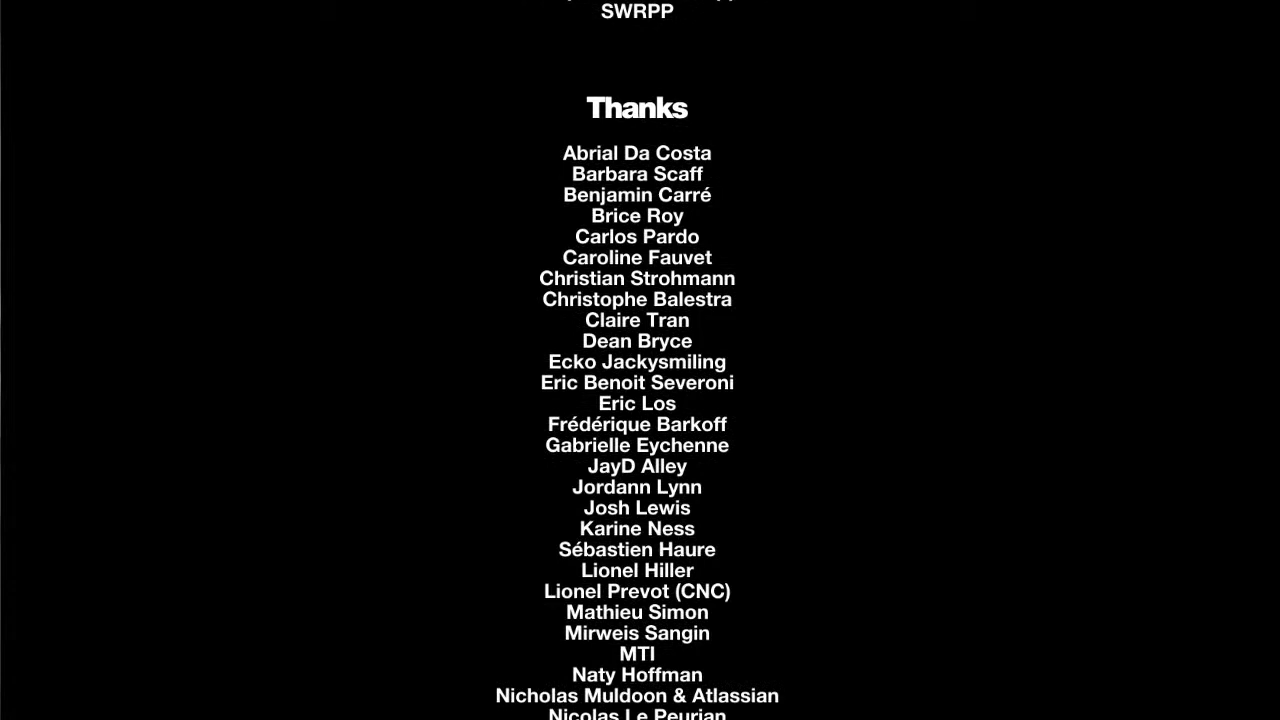 SWRPP
Thanks
Abrial Da Costa
Barbara Scaff
Benjamin Carré
Brice Roy
Carlos Pardo
Caroline Fauvet
Christian Strohmann
Christophe Balestra
Claire Tran
Dean Bryce
Ecko Jackysmiling
Eric Benoit Severoni
Eric Los
Frédérique Barkoff
Gabrielle Eychenne
JayD Alley
Jordann Lynn
Josh Lewis
Karine Ness
Sébastien Haure
Lionel Hiller
Lionel Prevot (CNC)
Mathieu Simon
Mirweis Sangin
MTI
Naty Hoffman
Nicholas Muldoon & Atlassian
Nicolas Le Peurian